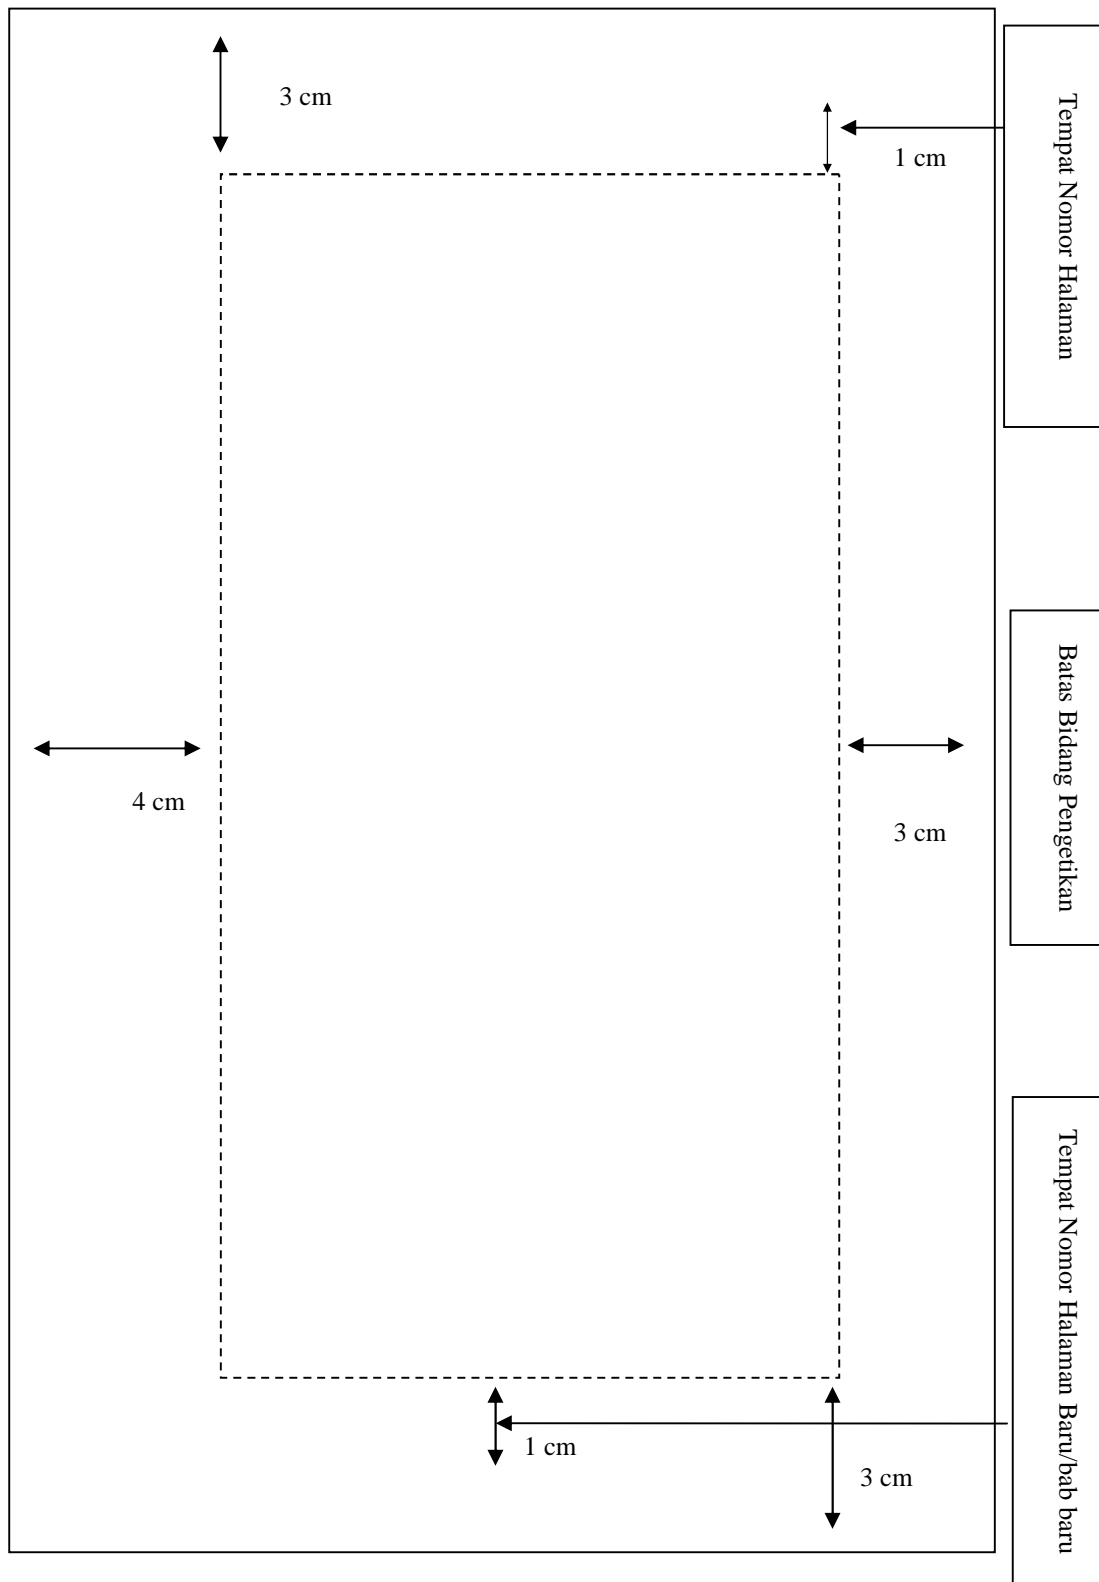 3 cm
1 cm
Tempat Nomor Halaman
4 cm
3 cm
Batas Bidang Pengetikan
1 cm
3 cm
Tempat Nomor Halaman Baru/bab baru